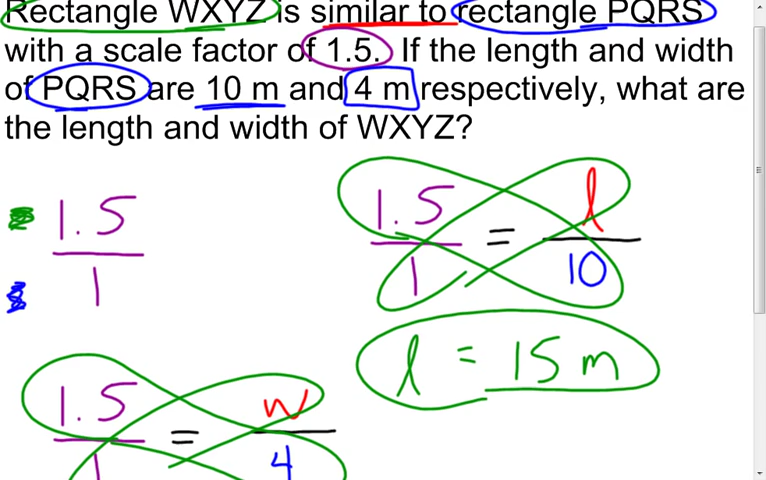 Rectangle WXYZ is similar to rectangle PQRS
with a scale factor of 1.5. If the length and width
of PQRS are 10 m and 4 m respectively, what are
the length and width of WXYZ?
1.5
1
1.5 = l
1 10
l = 15 m
1.5 = w
1 4